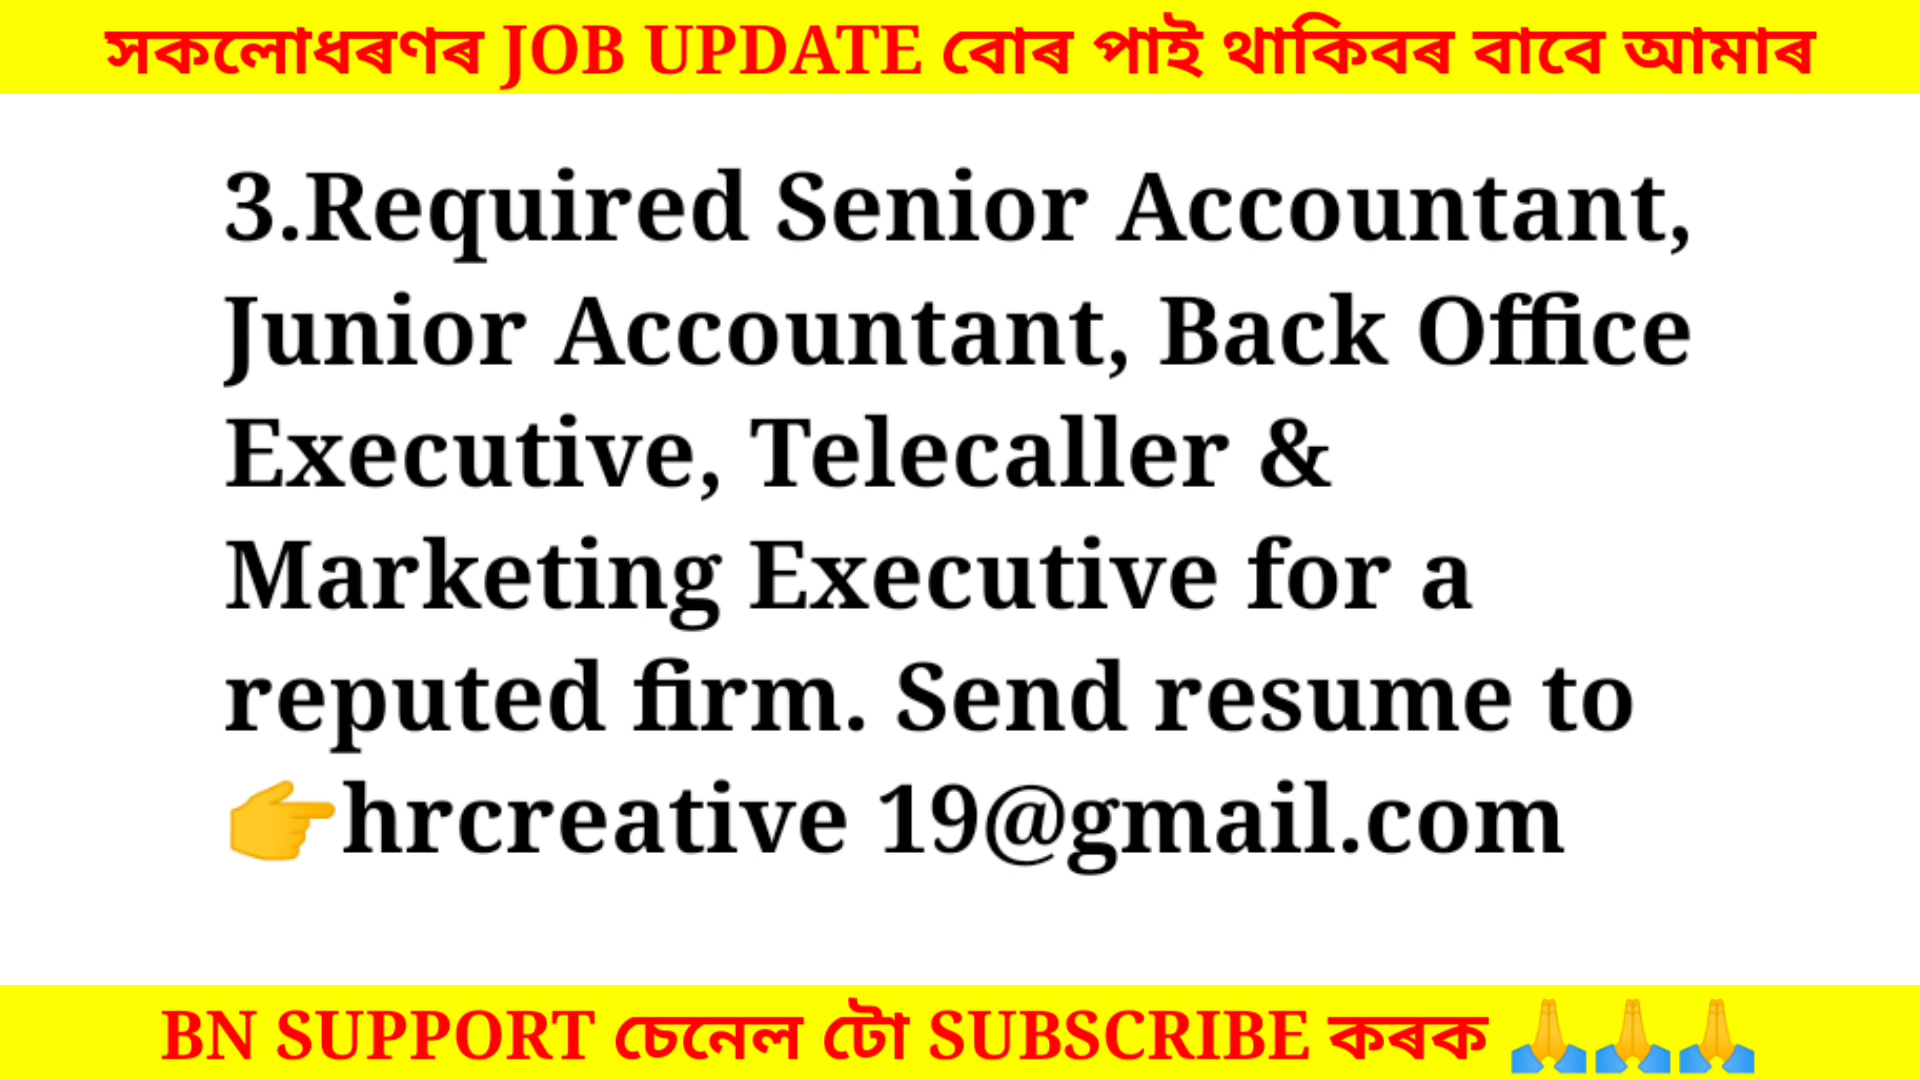 সকলোধৰণৰ JOB UPDATE বোৰ পাই থাকিবৰ বাবে আমাৰ
3.Required Senior Accountant,
Junior Accountant, Back Office
Executive, Telecaller &
Marketing Executive for a
reputed firm. Send resume to
👉hrcreative 19@gmail.com
BN SUPPORT চেনেল টো SUBSCRIBE কৰক 🙏🙏🙏